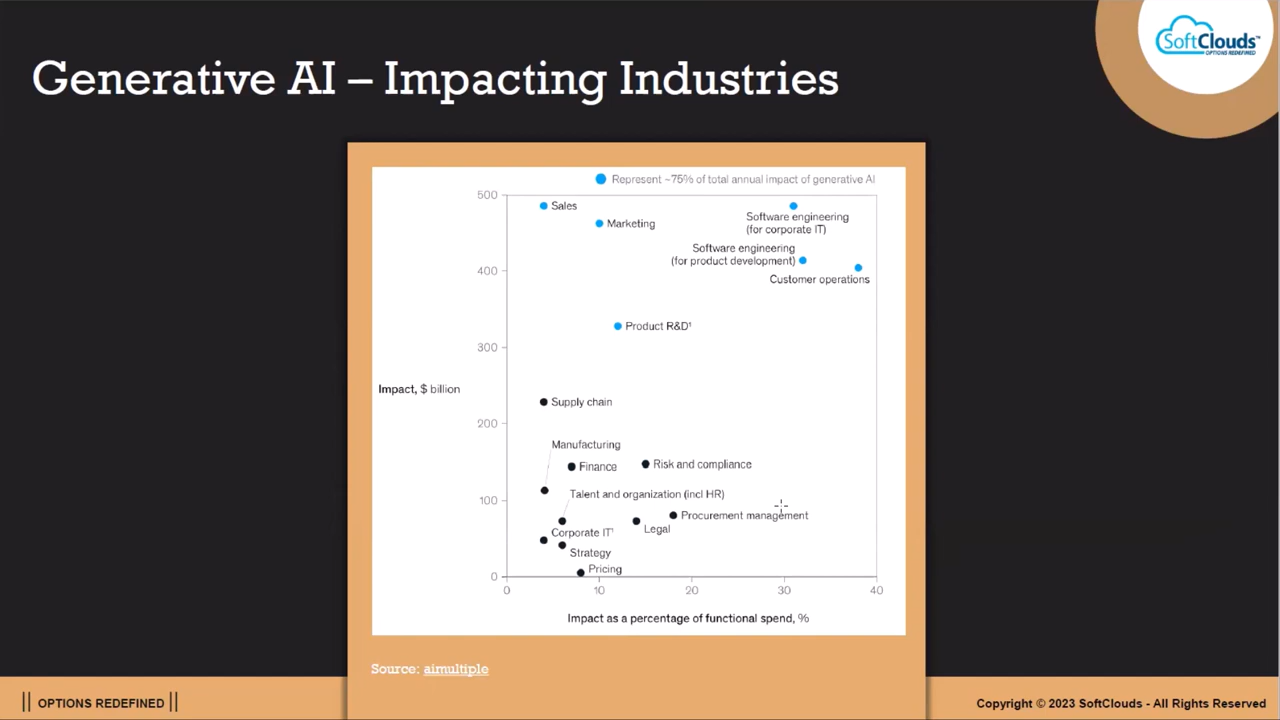 SoftClouds™
OPTIONS REDEFINED
Generative AI – Impacting Industries
Represent ~75% of total annual impact of generative AI
500
400
300
200
100
0
Impact, $ billion
Sales
Marketing
Software engineering
(for corporate IT)
Software engineering
(for product development)
Customer operations
Product R&D¹
Supply chain
Manufacturing
Finance
Risk and compliance
Talent and organization (incl HR)
Procurement management
Corporate IT¹
Legal
Strategy
Pricing
0 10 20 30 40
Impact as a percentage of functional spend, %
Source: aimultiple
|| OPTIONS REDEFINED ||
Copyright © 2023 SoftClouds - All Rights Reserved